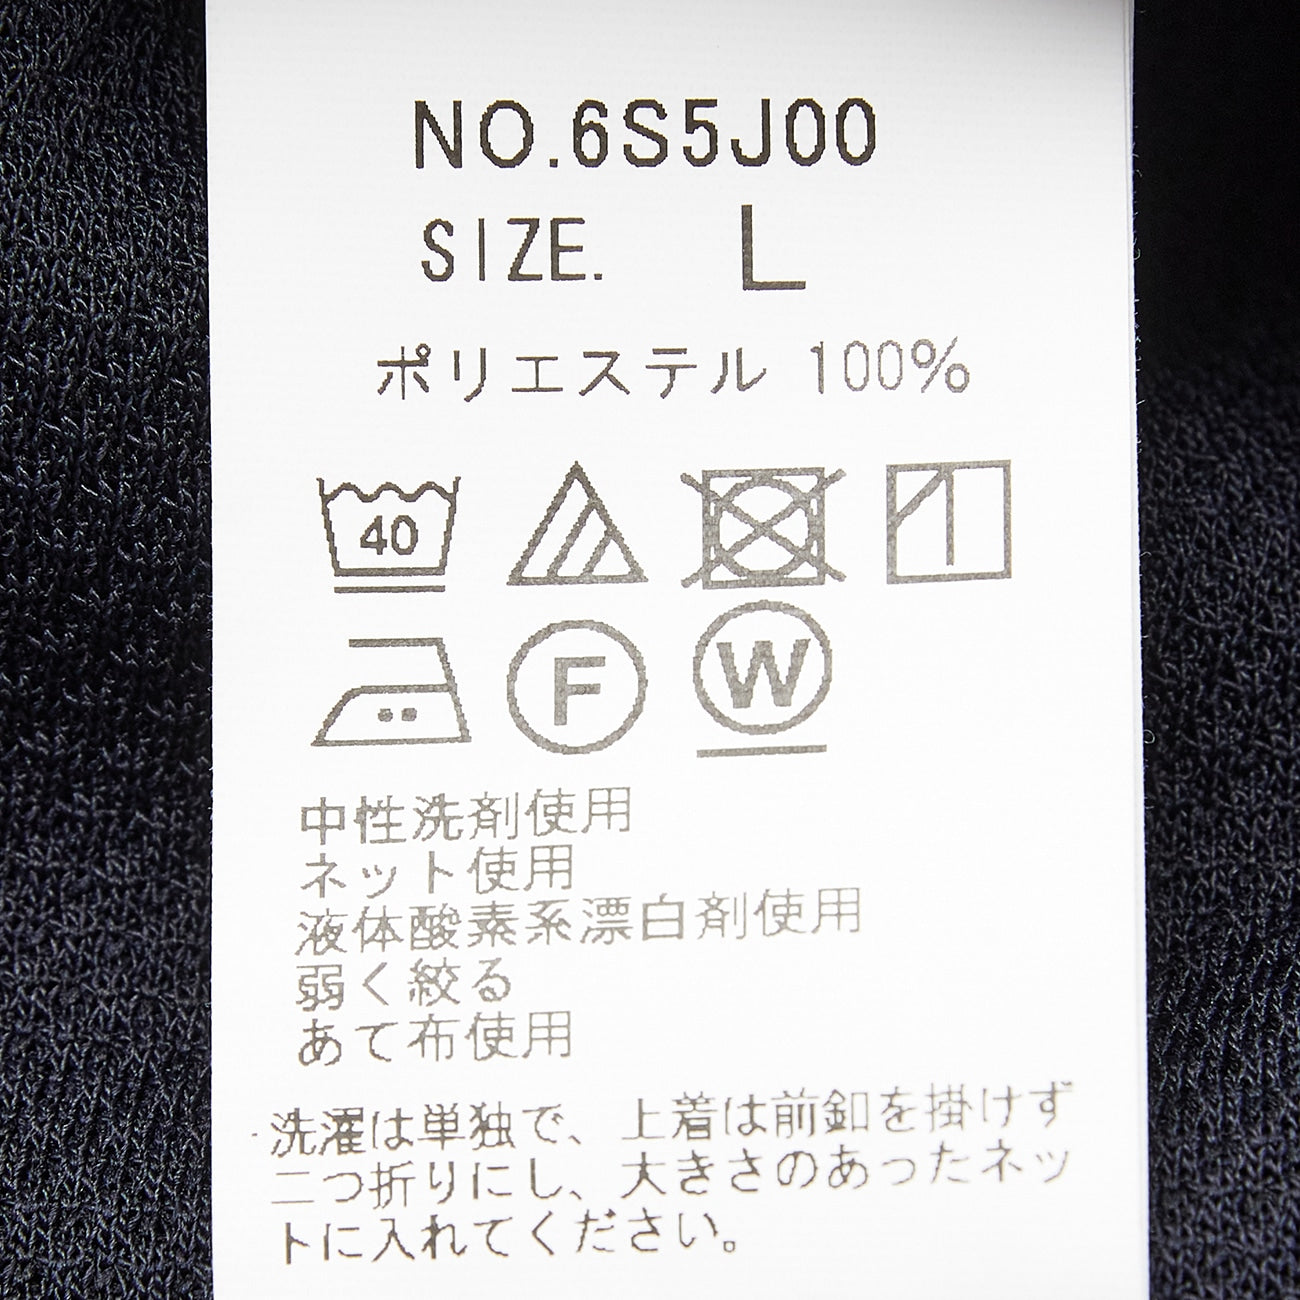 NO.6S5J00
SIZE. L
ポリエステル 100%
40
F
W
中性洗剤使用
ネット使用
液体酸素系漂白剤使用
弱く絞る
あて布使用
洗濯は単独で、上着は前釦を掛けず
二つ折りにし、大きさのあったネッ
トに入れてください。